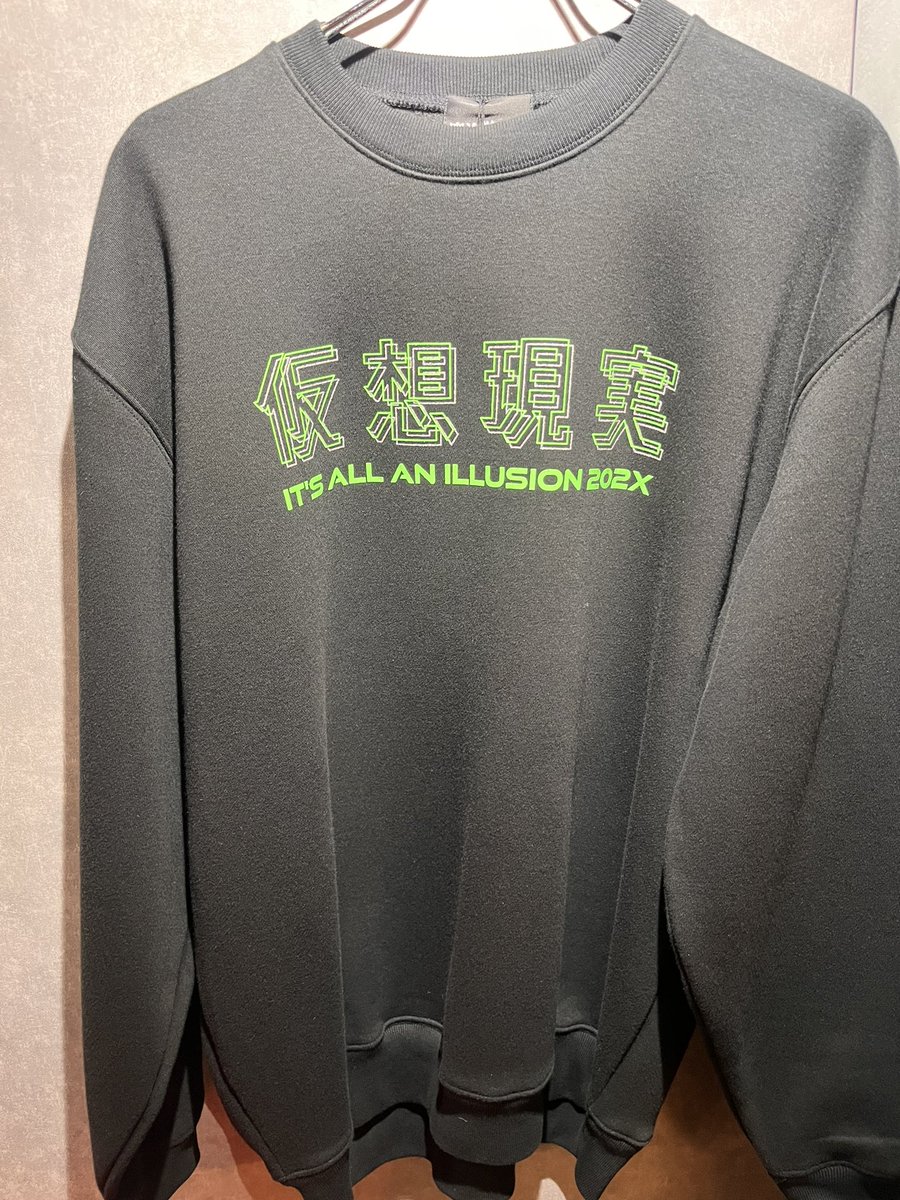 仮想現実
IT'S ALL AN ILLUSION 202X